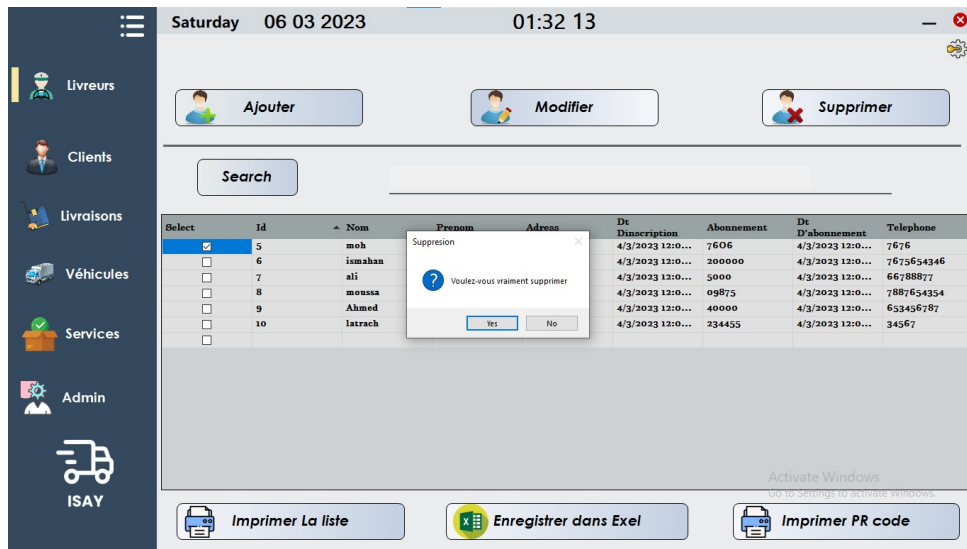 Saturday 06 03 2023 01:32 13
Livreurs
Clients
Livraisons
Véhicules
Services
Admin
ISAY
Ajouter Modifier Supprimer
Search
Select Id Nom Prenom Adress Dt Dinscription Abonnement Dt D'abonnement Telephone
5 moh 4/3/2023 12:0... 7606 4/3/2023 12:0... 7676
6 ismahan 4/3/2023 12:0... 200000 4/3/2023 12:0... 7675654346
7 ali 4/3/2023 12:0... 5000 4/3/2023 12:0... 66788877
8 moussa 4/3/2023 12:0... 09875 4/3/2023 12:0... 7887654354
9 Ahmed 4/3/2023 12:0... 40000 4/3/2023 12:0... 653456787
10 latrach 4/3/2023 12:0... 234455 4/3/2023 12:0... 34567
Suppresion
Voulez-vous vraiment supprimer
Yes No
Activate Windows
Go to Settings to activate Windows.
Imprimer La liste Enregistrer dans Exel Imprimer PR code